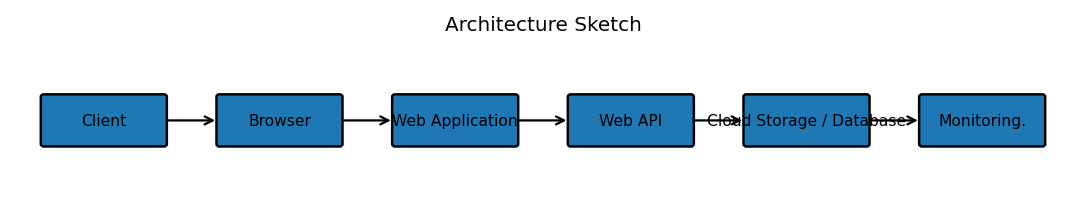 Architecture Sketch
Client
Browser
Web Application
Web API
Cloud Storage / Database
Monitoring.